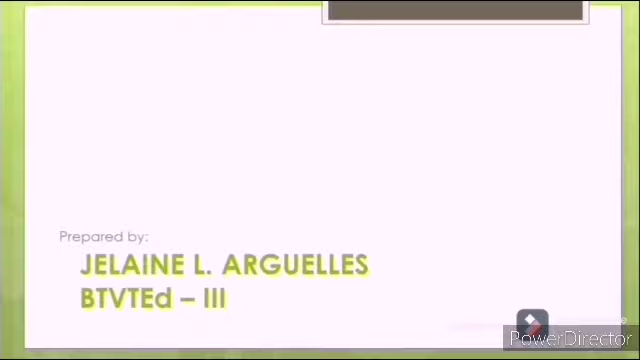 Prepared by:
JELAINE L. ARGUELLES
BTVTEd – III
PowerDirector